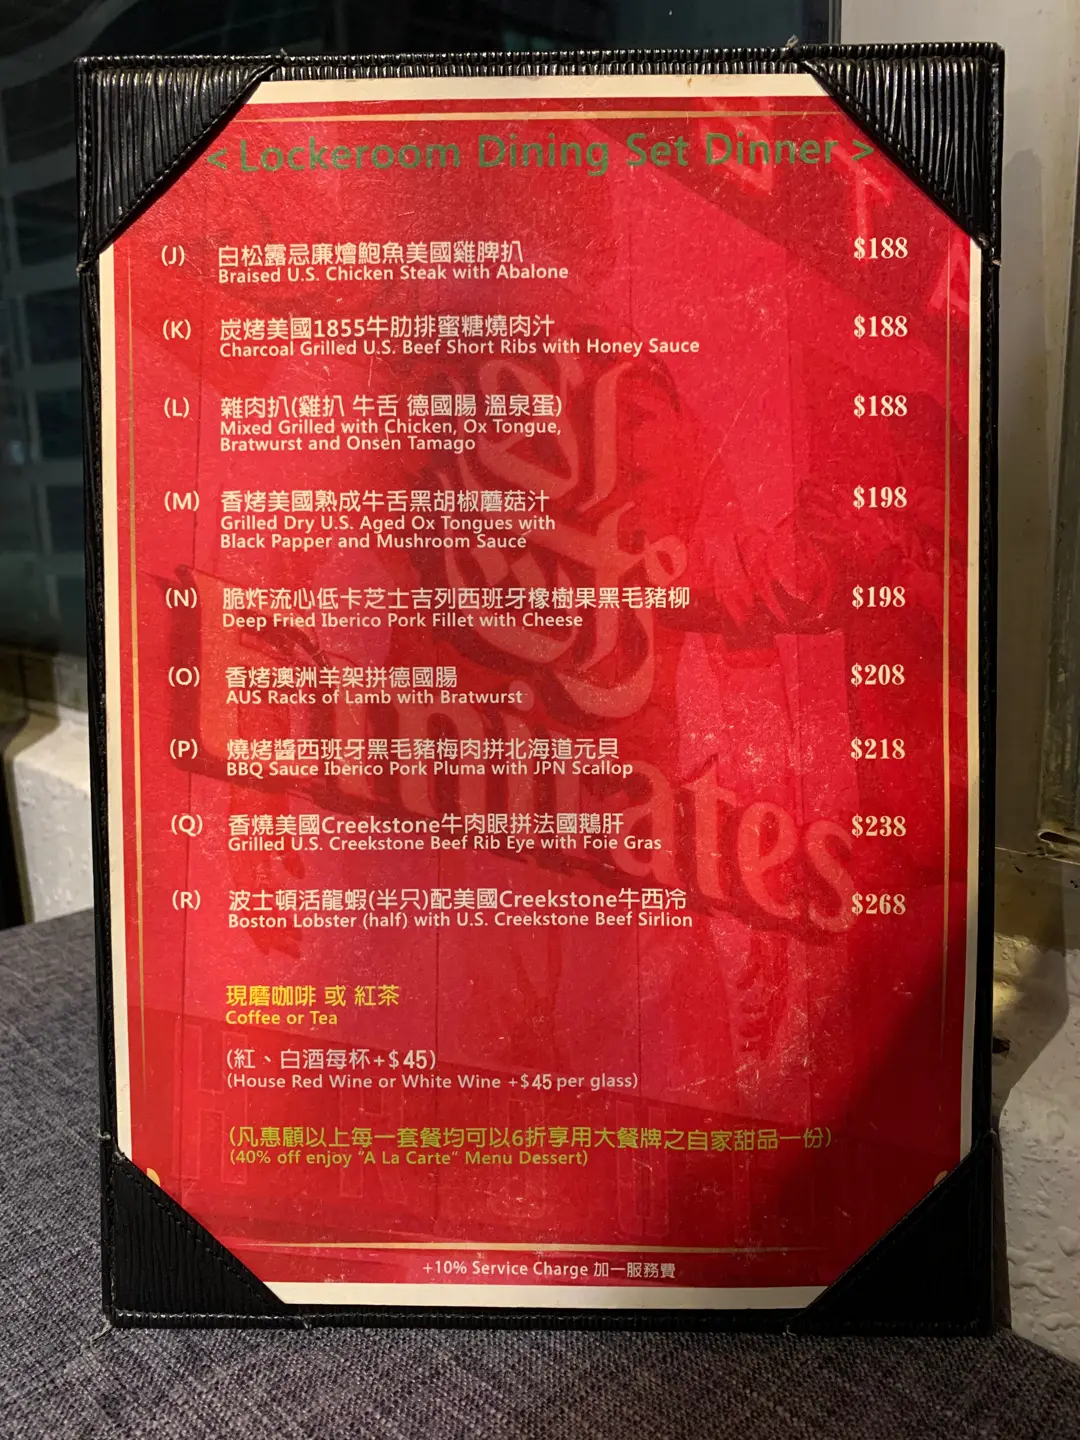 < Lockeroom Dining Set Dinner >
(J) 白松露忌廉燴鮑魚美國雞脾扒 $188
Braised U.S. Chicken Steak with Abalone
(K) 炭烤美國1855牛肋排蜜糖燒肉汁 $188
Charcoal Grilled U.S. Beef Short Ribs with Honey Sauce
(L) 雜肉扒(雞扒 牛舌 德國腸 溫泉蛋) $188
Mixed Grilled with Chicken, Ox Tongue,
Bratwurst and Onsen Tamago
(M) 香烤美國熟成牛舌黑胡椒蘑菇汁 $198
Grilled Dry U.S. Aged Ox Tongues with
Black Papper and Mushroom Sauce
(N) 脆炸流心低卡芝士吉列西班牙橡樹果黑毛豬柳 $198
Deep Fried Iberico Pork Fillet with Cheese
(O) 香烤澳洲羊架拼德國腸 $208
AUS Racks of Lamb with Bratwurst
(P) 燒烤醬西班牙黑毛豬梅肉拼北海道元貝 $218
BBQ Sauce Iberico Pork Pluma with JPN Scallop
(Q) 香燒美國Creekstone牛肉眼拼法國鵝肝 $238
Grilled U.S. Creekstone Beef Rib Eye with Foie Gras
(R) 波士頓活龍蝦(半只)配美國Creekstone牛西冷 $268
Boston Lobster (half) with U.S. Creekstone Beef Sirlion
現磨咖啡 或 紅茶
Coffee or Tea
(紅、白酒每杯+$45)
(House Red Wine or White Wine +$45 per glass)
(凡惠顧以上每一套餐均可以6折享用大餐牌之自家甜品一份)
(40% off enjoy "A La Carte" Menu Dessert)
+10% Service Charge 加一服務費
Emirates